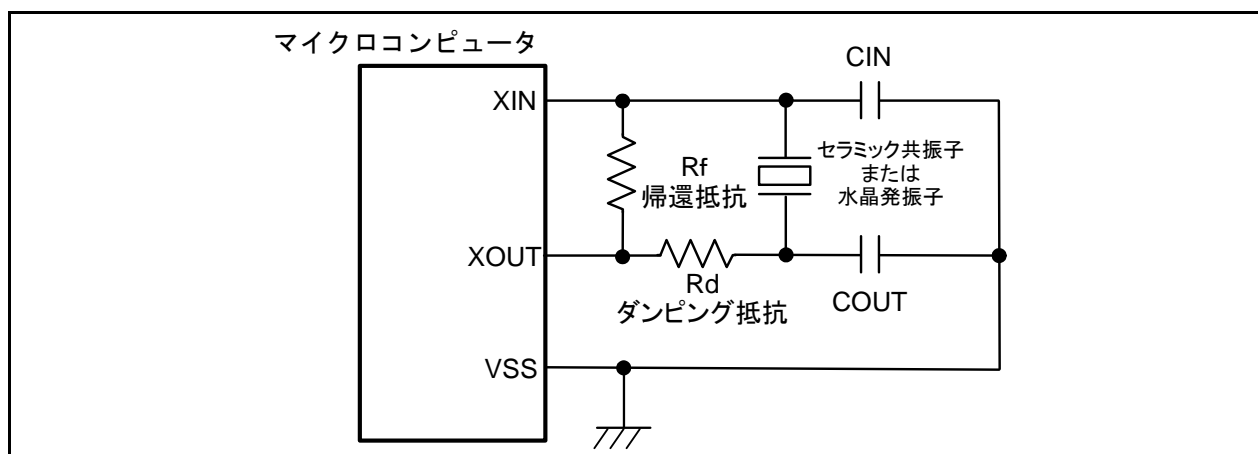 マイクロコンピュータ
XIN
CIN
セラミック共振子
または
水晶発振子
Rf
帰還抵抗
XOUT
Rd
ダンピング抵抗
COUT
VSS